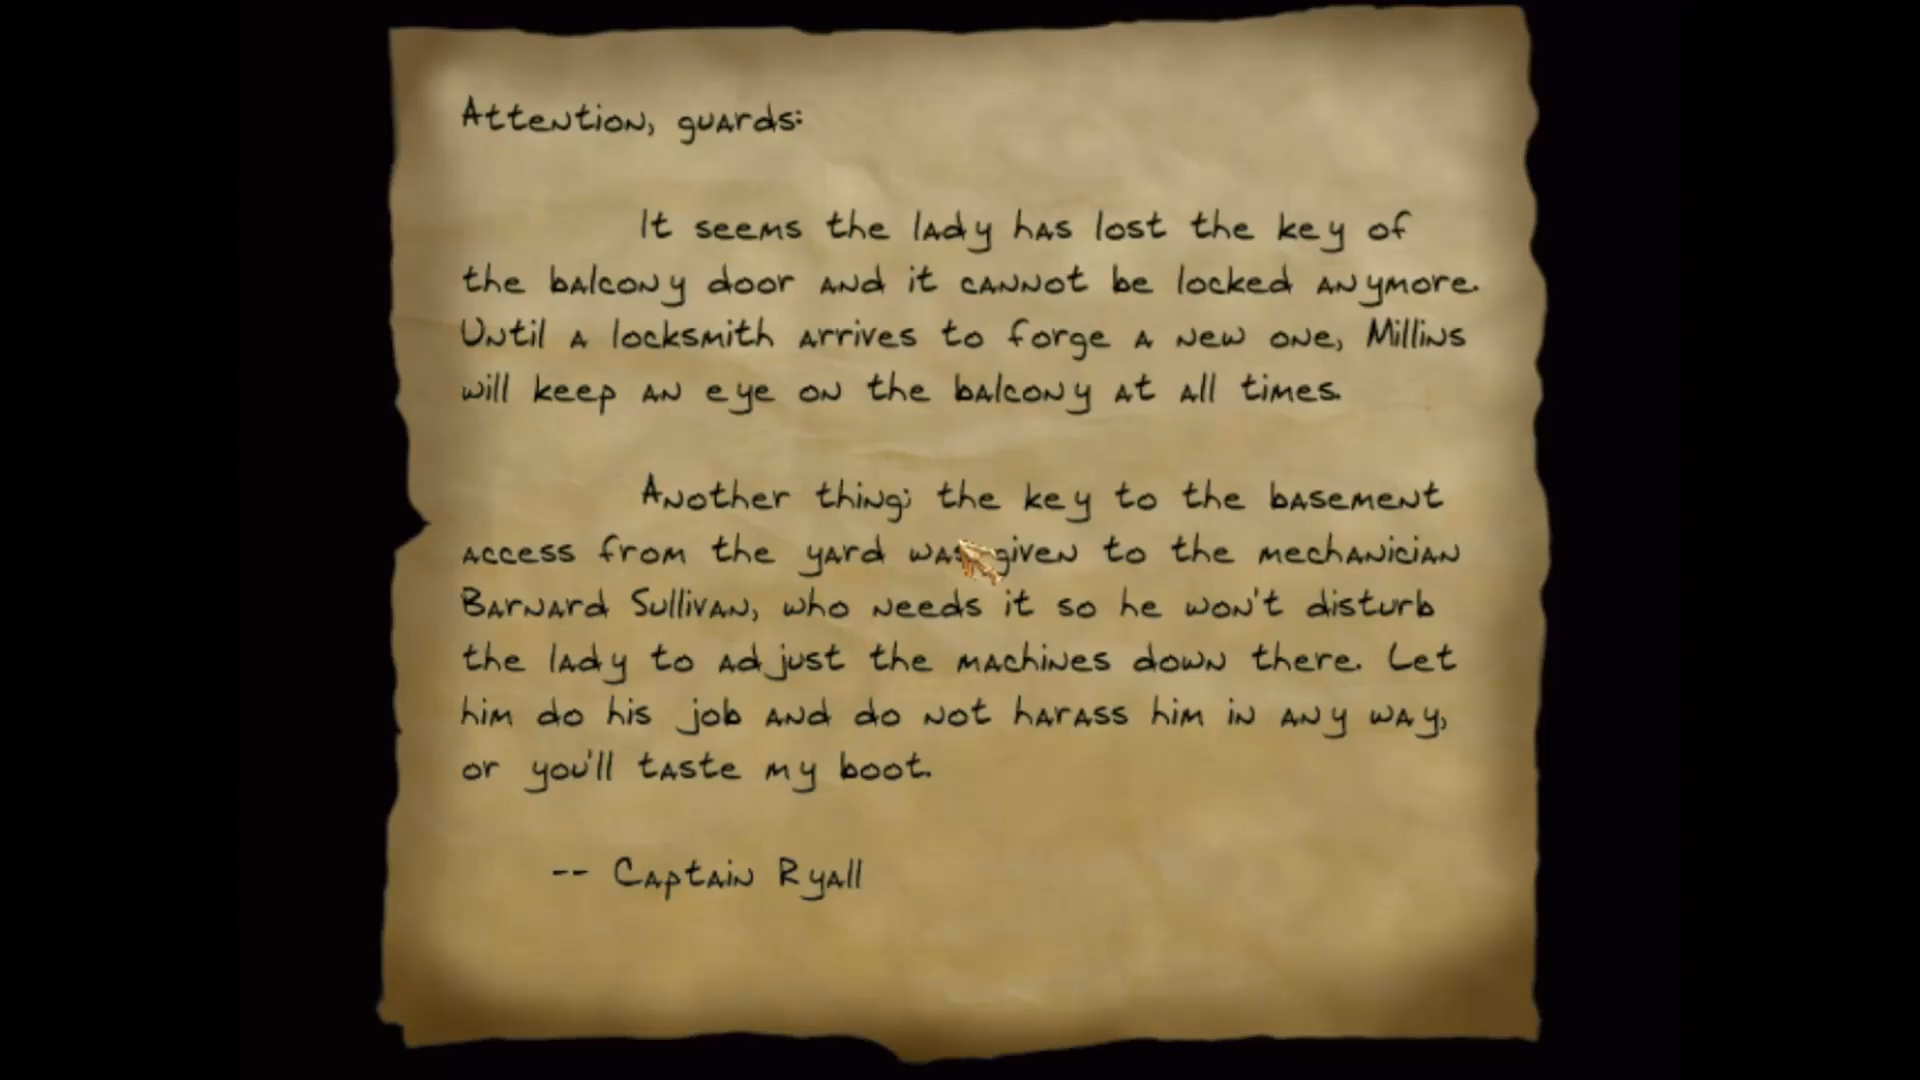 Attention, guards:
It seems the lady has lost the key of
the balcony door and it cannot be locked anymore.
Until a locksmith arrives to forge a new one, Millins
will keep an eye on the balcony at all times.
Another thing; the key to the basement
access from the yard was given to the mechanician
Barnard Sullivan, who needs it so he won't disturb
the lady to adjust the machines down there. Let
him do his job and do not harass him in any way,
or you'll taste my boot.
-- Captain Ryall